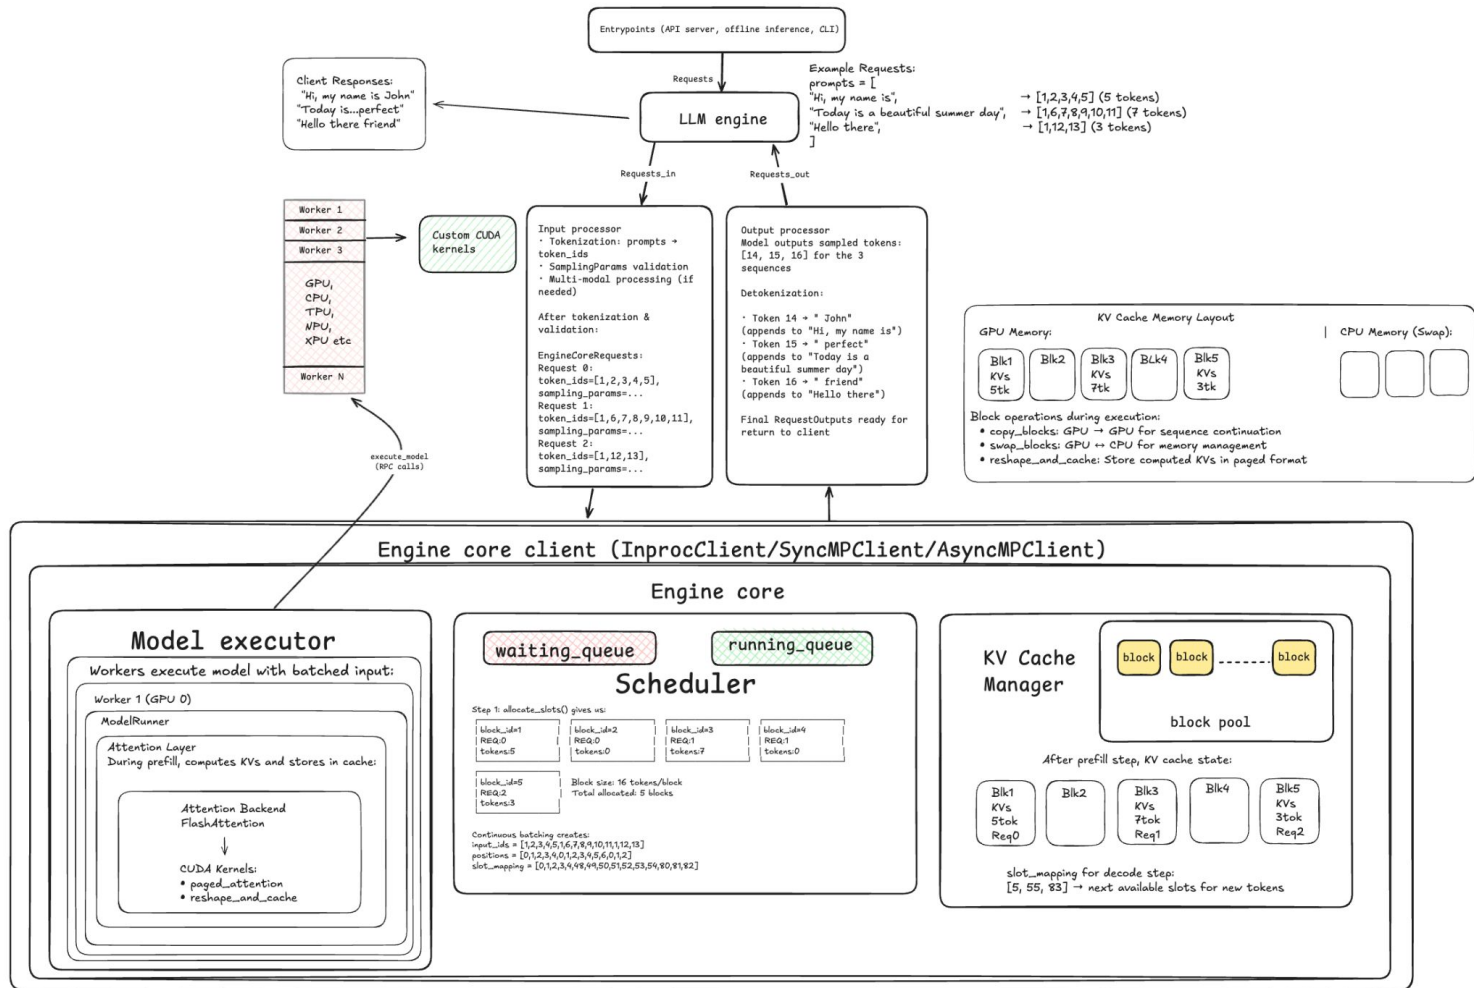 Entrypoints (API server, offline inference, CLI)
Requests
Client Responses:
"Hi, my name is John"
"Today is...perfect"
"Hello there friend"
LLM engine
Example Requests:
prompts = [
"Hi, my name is", → [1,2,3,4,5] (5 tokens)
"Today is a beautiful summer day", → [1,6,7,8,9,10,11] (7 tokens)
"Hello there", → [1,12,13] (3 tokens)
]
Requests_in
Requests_out
Worker 1
Worker 2
Worker 3
GPU,
CPU,
TPU,
NPU,
XPU etc
Worker N
Custom CUDA
kernels
Input processor
· Tokenization: prompts →
token_ids
· SamplingParams validation
· Multi-modal processing (if
needed)
After tokenization &
validation:
EngineCoreRequests:
Request 0:
token_ids=[1,2,3,4,5],
sampling_params=...
Request 1:
token_ids=[1,6,7,8,9,10,11],
sampling_params=...
Request 2:
token_ids=[1,12,13],
sampling_params=...
Output processor
Model outputs sampled tokens:
[14, 15, 16] for the 3
sequences
Detokenization:
· Token 14 → " John"
(appends to "Hi, my name is")
· Token 15 → " perfect"
(appends to "Today is a
beautiful summer day")
· Token 16 → " friend"
(appends to "Hello there")
Final RequestOutputs ready for
return to client
KV Cache Memory Layout
GPU Memory: | CPU Memory (Swap):
Blk1
KVs
5tk
Blk2
Blk3
KVs
7tk
BLk4
Blk5
KVs
3tk
Block operations during execution:
• copy_blocks: GPU → GPU for sequence continuation
• swap_blocks: GPU ↔ CPU for memory management
• reshape_and_cache: Store computed KVs in paged format
execute_model
(RPC calls)
Engine core client (InprocClient/SyncMPClient/AsyncMPClient)
Engine core
Model executor
Workers execute model with batched input:
Worker 1 (GPU 0)
ModelRunner
Attention Layer
During prefill, computes KVs and stores in cache:
Attention Backend
FlashAttention
CUDA Kernels:
• paged_attention
• reshape_and_cache
waiting_queue
running_queue
Scheduler
Step 1: allocate_slots() gives us:
block_id=1
REQ:0
tokens:5
block_id=2
REQ:0
tokens:0
block_id=3
REQ:1
tokens:7
block_id=4
REQ:1
tokens:0
block_id=5
REQ:2
tokens:3
Block size: 16 tokens/block
Total allocated: 5 blocks
Continuous batching creates:
input_ids = [1,2,3,4,5,1,6,7,8,9,10,11,1,12,13]
positions = [0,1,2,3,4,0,1,2,3,4,5,6,0,1,2]
slot_mapping = [0,1,2,3,4,48,49,50,51,52,53,54,80,81,82]
KV Cache
Manager
block
block
block
block pool
After prefill step, KV cache state:
Blk1
KVs
5tok
Req0
Blk2
Blk3
KVs
7tok
Req1
Blk4
Blk5
KVs
3tok
Req2
slot_mapping for decode step:
[5, 55, 83] → next available slots for new tokens